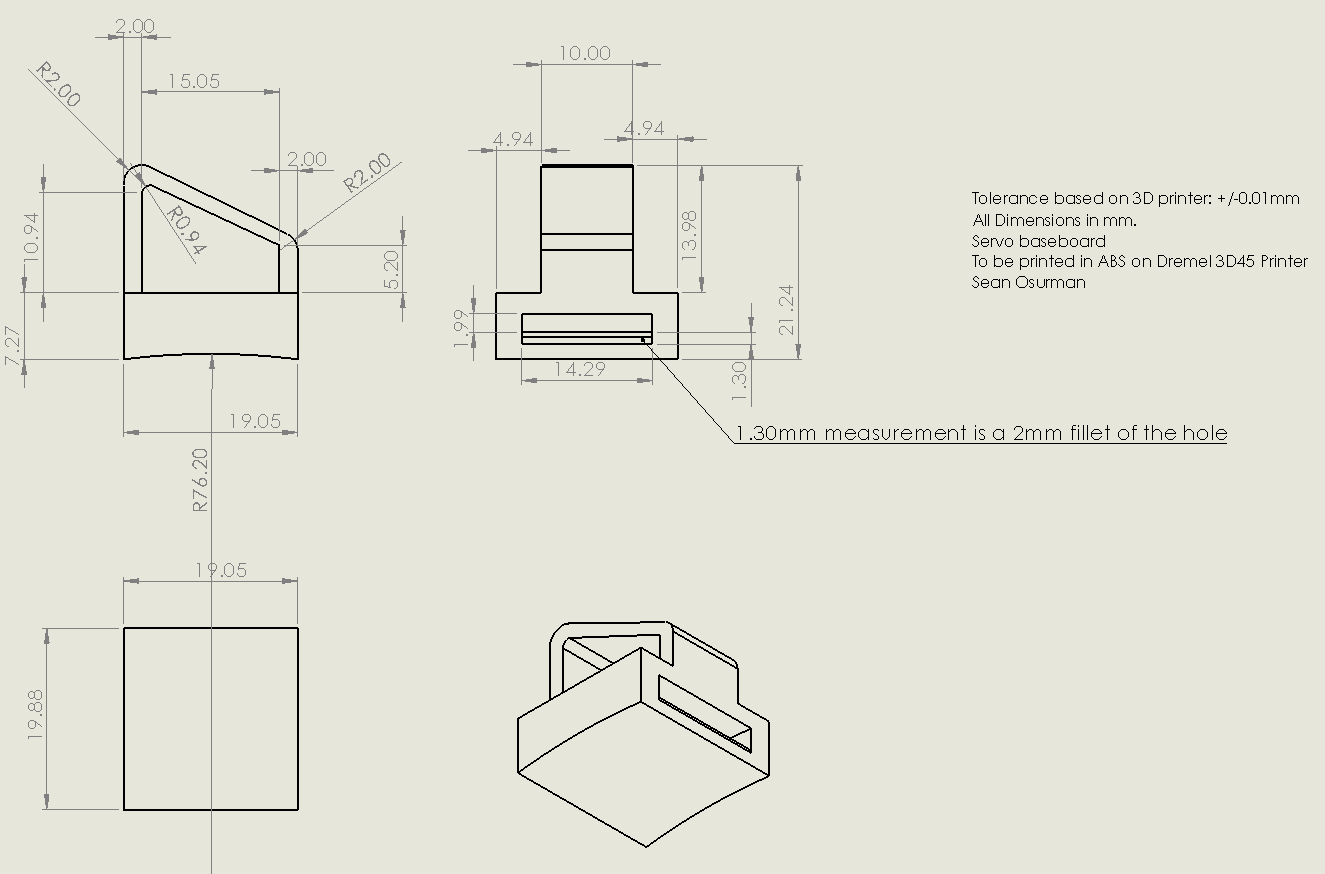 2.00
10.00
R2.00
15.05
4.94
4.94
2.00
R2.00
Tolerance based on 3D printer: +/-0.01mm
All Dimensions in mm.
Servo baseboard
To be printed in ABS on Dremel 3D45 Printer
Sean Osurman
10.94
R0.94
5.20
13.98
7.27
1.99
21.24
14.29
1.30
19.05
1.30mm measurement is a 2mm fillet of the hole
R76.20
19.05
19.88